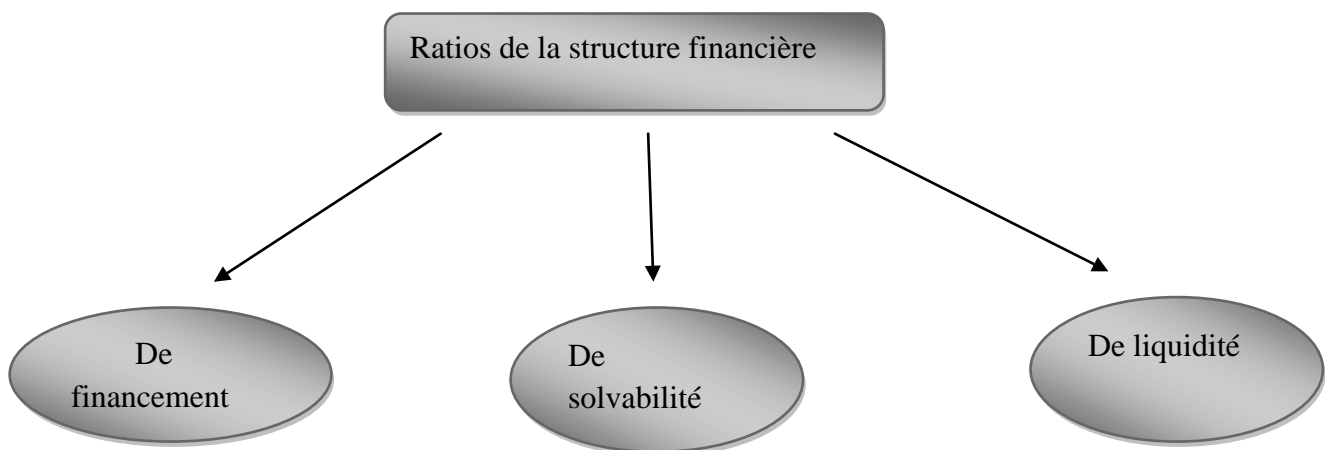 Ratios de la structure financière
De
financement
De
solvabilité
De liquidité